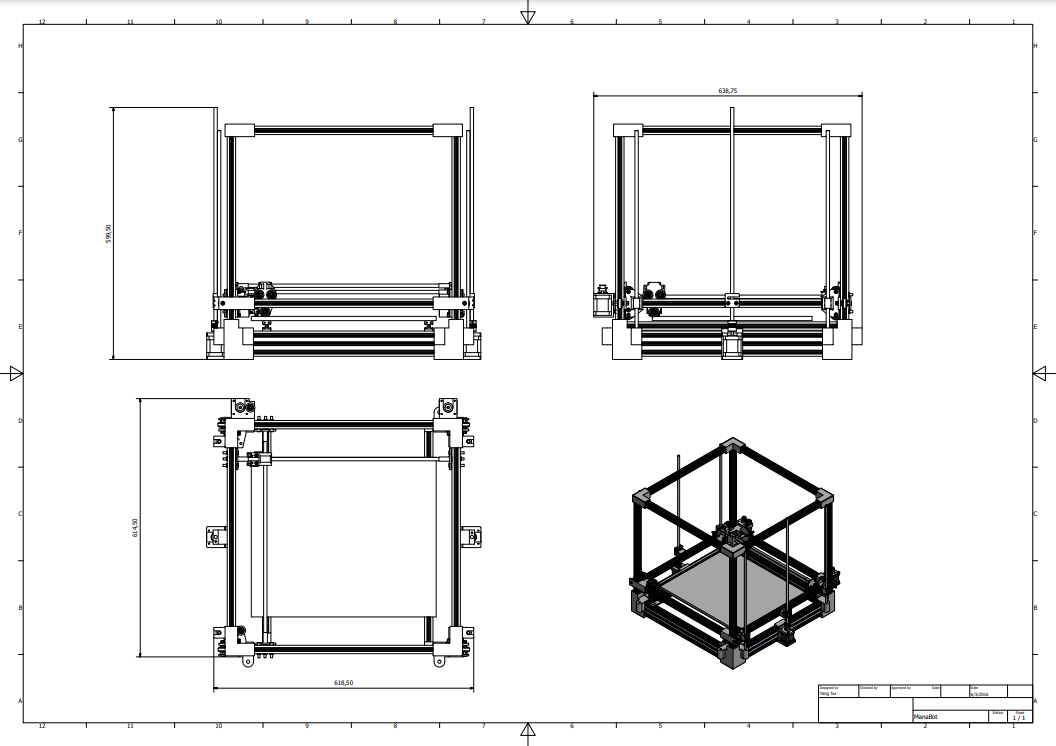 12 11 10 9 8 7 6 5 4 3 2 1
H H
638,75
G G
599,50
F F
E E
D D
614,50
C C
B B
618,50
Designed by Checked by Approved by Date Date
Yang hui 6/3/2016
A A
ManaBot Edition Sheet
1 / 1
12 11 10 9 8 7 6 5 4 3 2 1